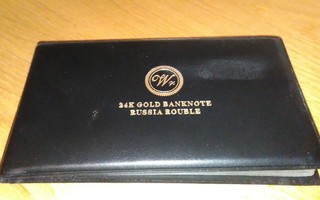 24K GOLD BANKNOTE
RUSSIA ROUBLE